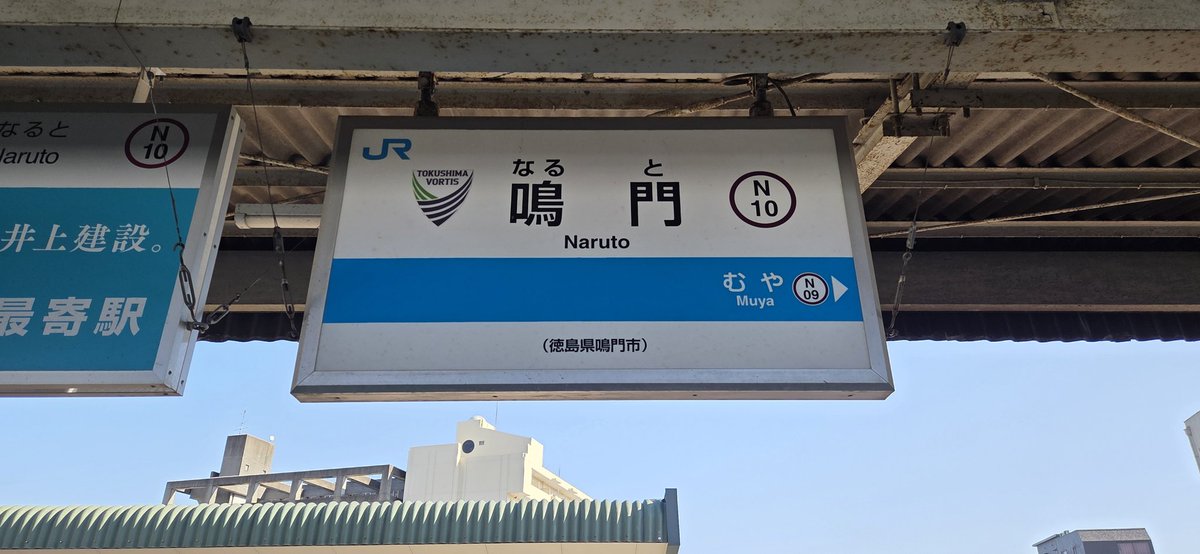 なると
Naruto
N
10
井上建設。
最寄駅
JR
TOKUSHIMA
VORTIS
なる と
鳴 門
Naruto
N
10
むや
Muya
N
09
(徳島県鳴門市)